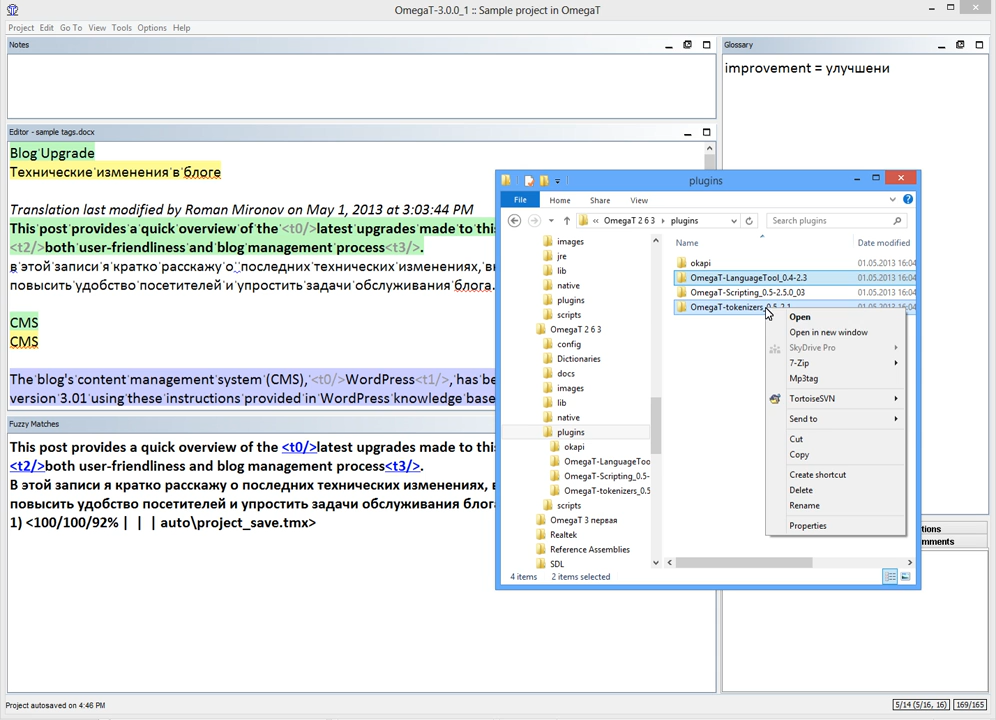 OmegaT-3.0.0_1 :: Sample project in OmegaT
Project Edit Go To View Tools Options Help
Notes
Glossary
improvement = улучшени
Editor - sample tags.docx
Blog Upgrade
Технические изменения в блоге
Translation last modified by Roman Mironov on May 1, 2013 at 3:03:44 PM
This post provides a quick overview of the <t0/>latest upgrades made to this
<t2/>both user-friendliness and blog management process<t3/>.
в этой записи я кратко расскажу о последних технических изменениях,
повысить удобство посетителей и упростить задачи обслуживания блога.
CMS
CMS
The blog's content management system (CMS), <t0/>WordPress<t1/>, has be
version 3.01 using these instructions provided in WordPress knowledge base
Fuzzy Matches
This post provides a quick overview of the <t0/>latest upgrades made to this
<t2/>both user-friendliness and blog management process<t3/>.
В этой записи я кратко расскажу о последних технических изменениях,
повысить удобство посетителей и упростить задачи обслуживания блога
1) <100/100/92% | | | auto\project_save.tmx>
plugins
File Home Share View
« OmegaT 2 6 3 plugins
Search plugins
images
jre
lib
native
plugins
scripts
OmegaT 2 6 3
config
Dictionaries
docs
images
lib
native
plugins
okapi
OmegaT-LanguageToo
OmegaT-Scripting_0.5-
OmegaT-tokenizers_0.5
scripts
OmegaT 3 первая
Realtek
Reference Assemblies
SDL
Name Date modified
okapi 01.05.2013 16:04
OmegaT-LanguageTool_0.4-2.3 01.05.2013 16:04
OmegaT-Scripting_0.5-2.5.0_03 01.05.2013 16:04
OmegaT-tokenizers_0.5-2.1 01.05.2013 16:04
Open
Open in new window
SkyDrive Pro
7-Zip
Mp3tag
TortoiseSVN
Send to
Cut
Copy
Create shortcut
Delete
Rename
Properties
4 items 2 items selected
tions
mments
Project autosaved on 4:46 PM
5/14 (5/16, 16) 169/165